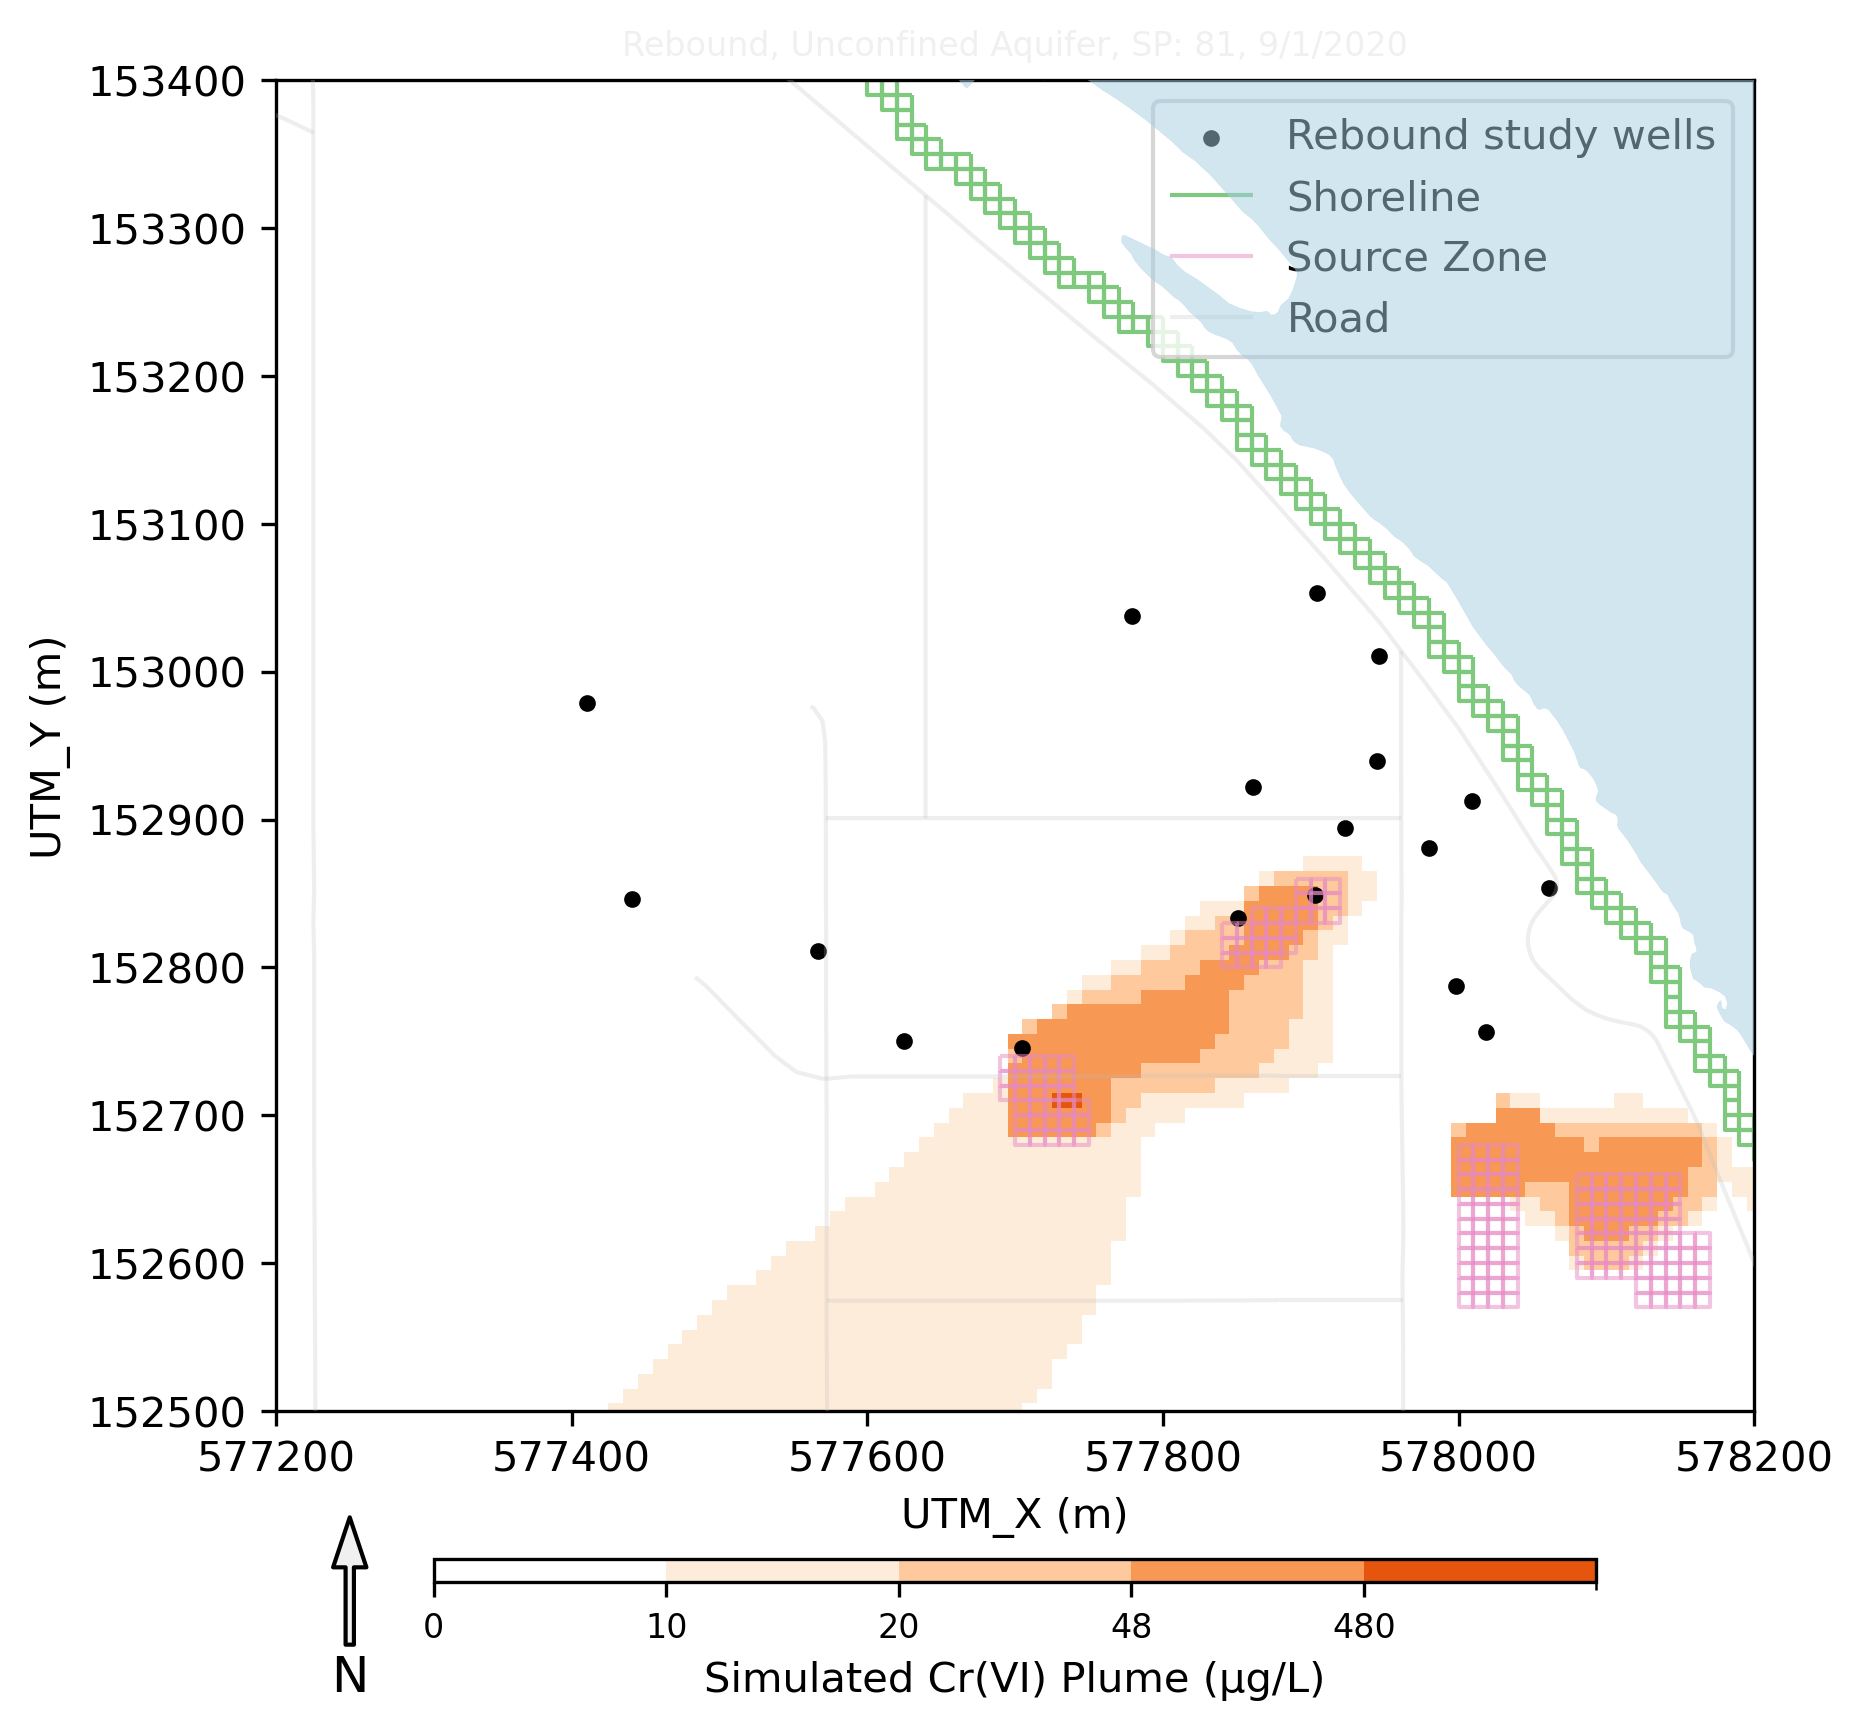 Rebound, Unconfined Aquifer, SP: 81, 9/1/2020
153400
153300
153200
153100
153000
152900
152800
152700
152600
152500
UTM_Y (m)
Rebound study wells
Shoreline
Source Zone
Road
577200 577400 577600 577800 578000 578200
UTM_X (m)
N
0 10 20 48 480
Simulated Cr(VI) Plume (μg/L)